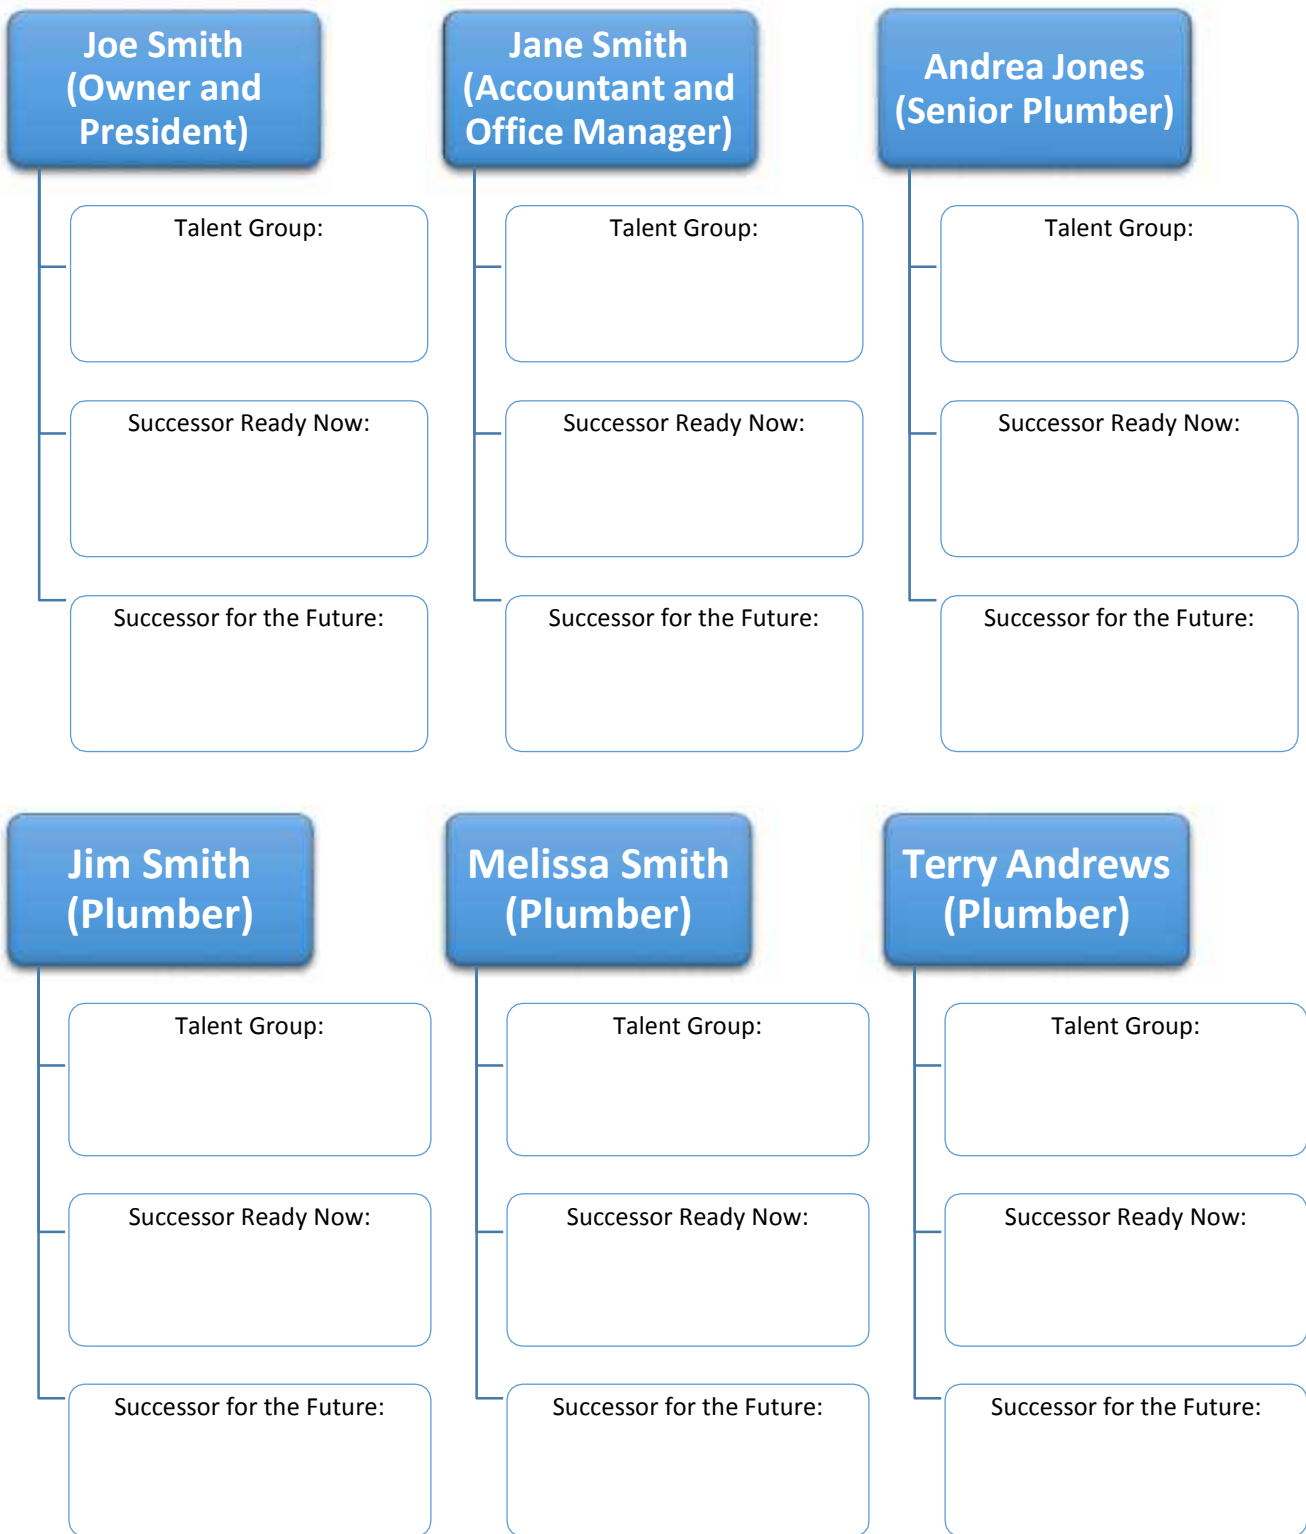 Joe Smith
(Owner and
President)
Talent Group:
Successor Ready Now:
Successor for the Future:
Jane Smith
(Accountant and
Office Manager)
Talent Group:
Successor Ready Now:
Successor for the Future:
Andrea Jones
(Senior Plumber)
Talent Group:
Successor Ready Now:
Successor for the Future:
Jim Smith
(Plumber)
Talent Group:
Successor Ready Now:
Successor for the Future:
Melissa Smith
(Plumber)
Talent Group:
Successor Ready Now:
Successor for the Future:
Terry Andrews
(Plumber)
Talent Group:
Successor Ready Now:
Successor for the Future: